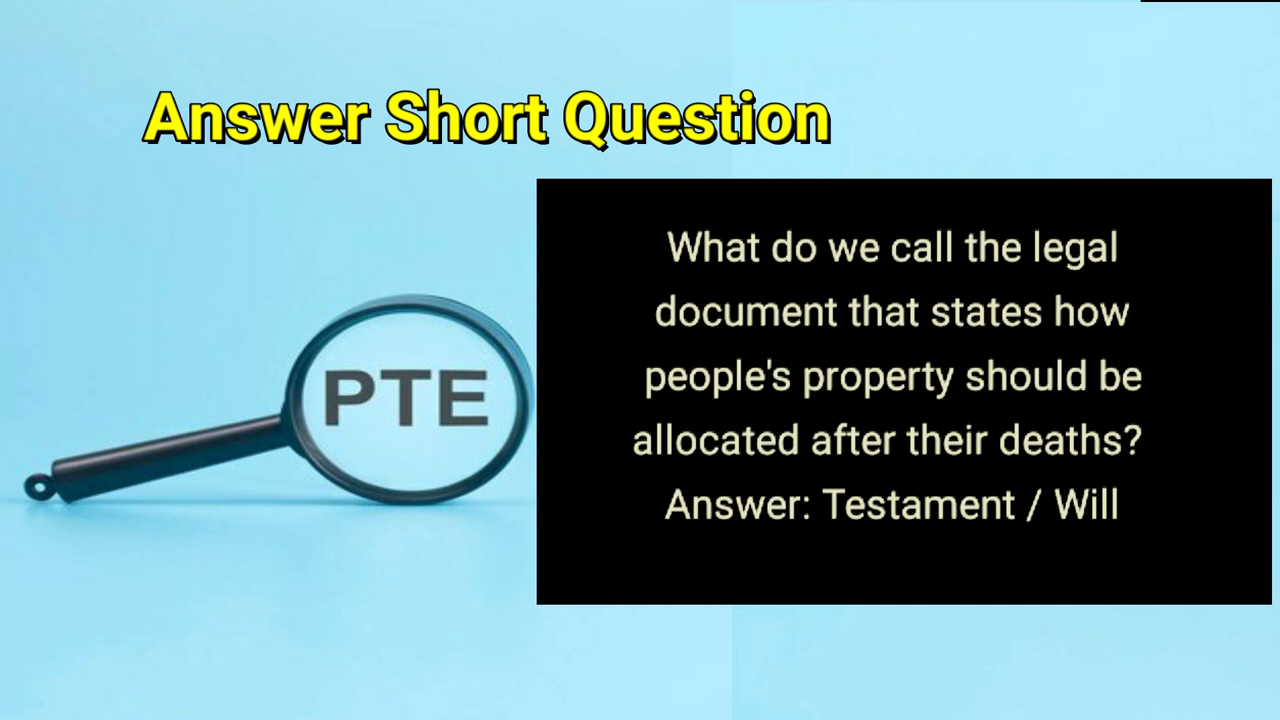 Answer Short Question
What do we call the legal
document that states how
people's property should be
allocated after their deaths?
Answer: Testament / Will
PTE